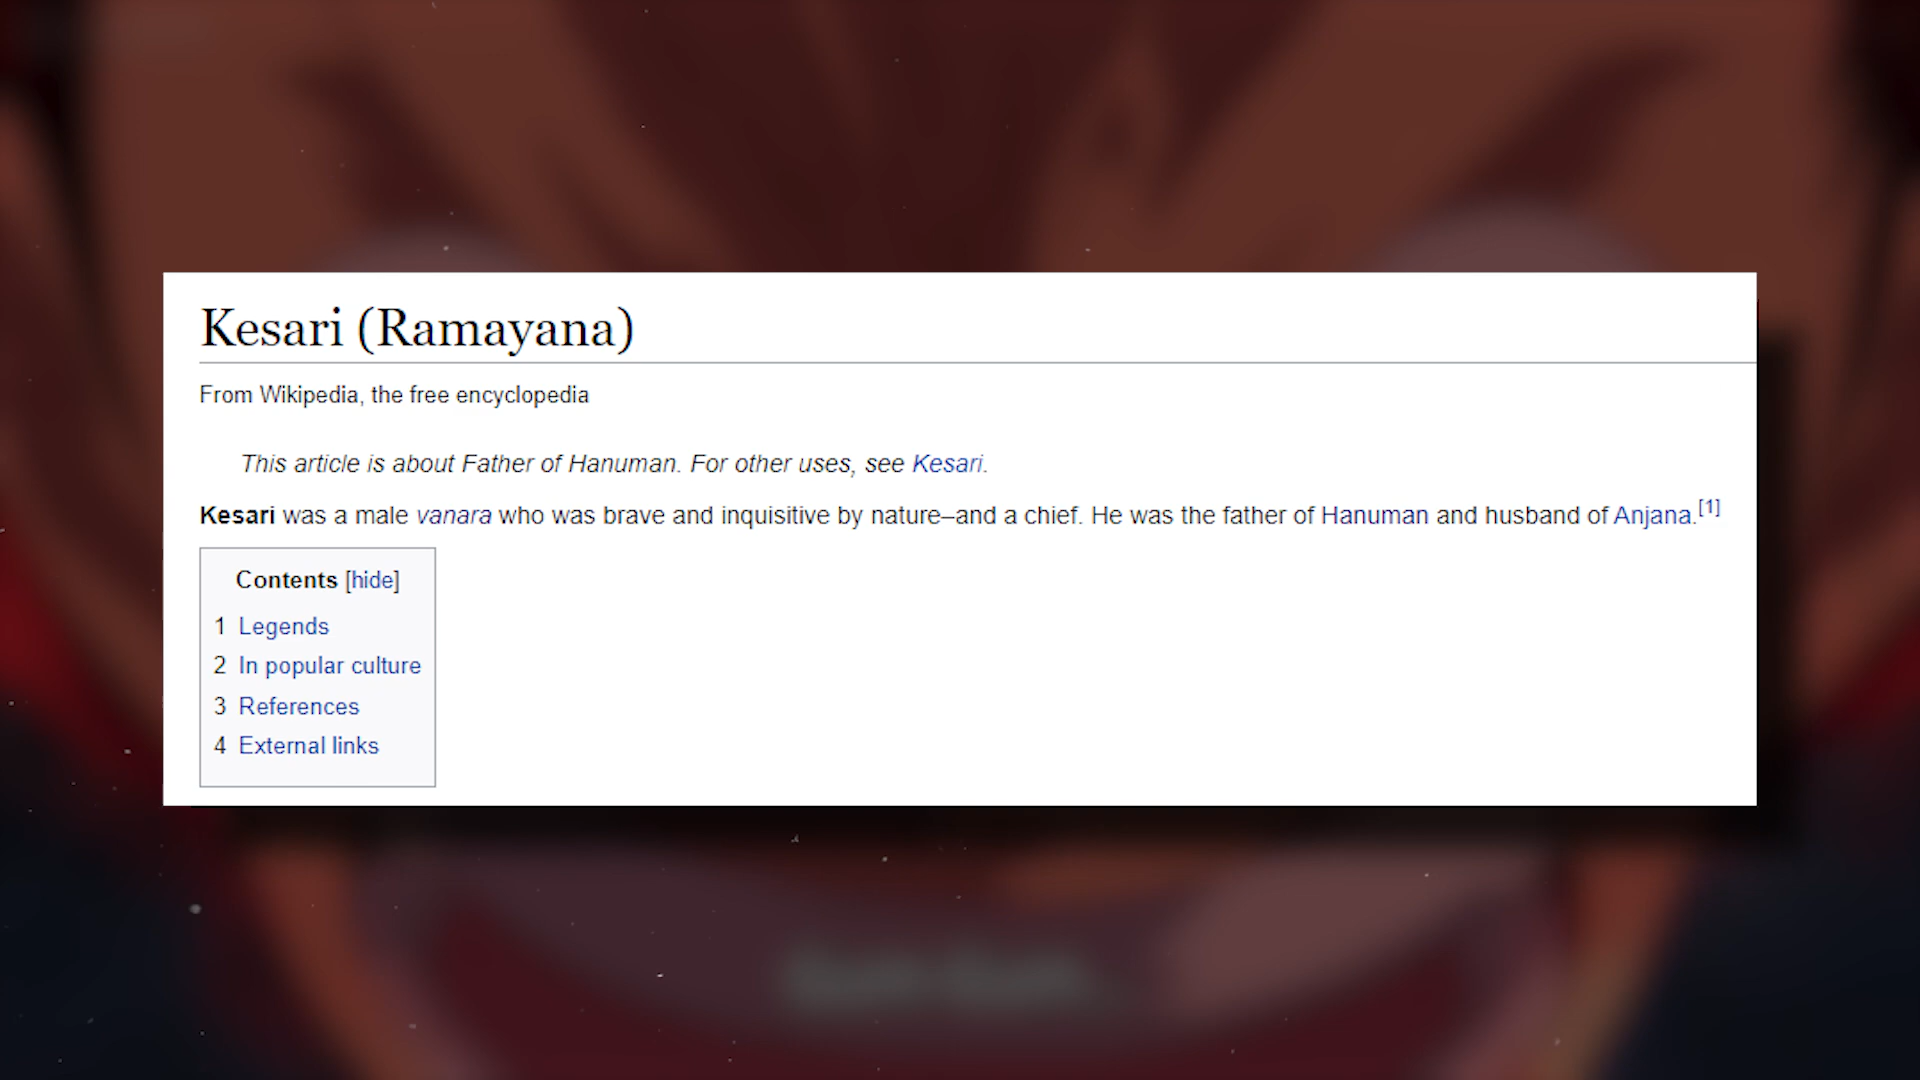 Kesari (Ramayana)
From Wikipedia, the free encyclopedia
This article is about Father of Hanuman. For other uses, see Kesari.
Kesari was a male vanara who was brave and inquisitive by nature–and a chief. He was the father of Hanuman and husband of Anjana.[1]
Contents [hide]
1 Legends
2 In popular culture
3 References
4 External links